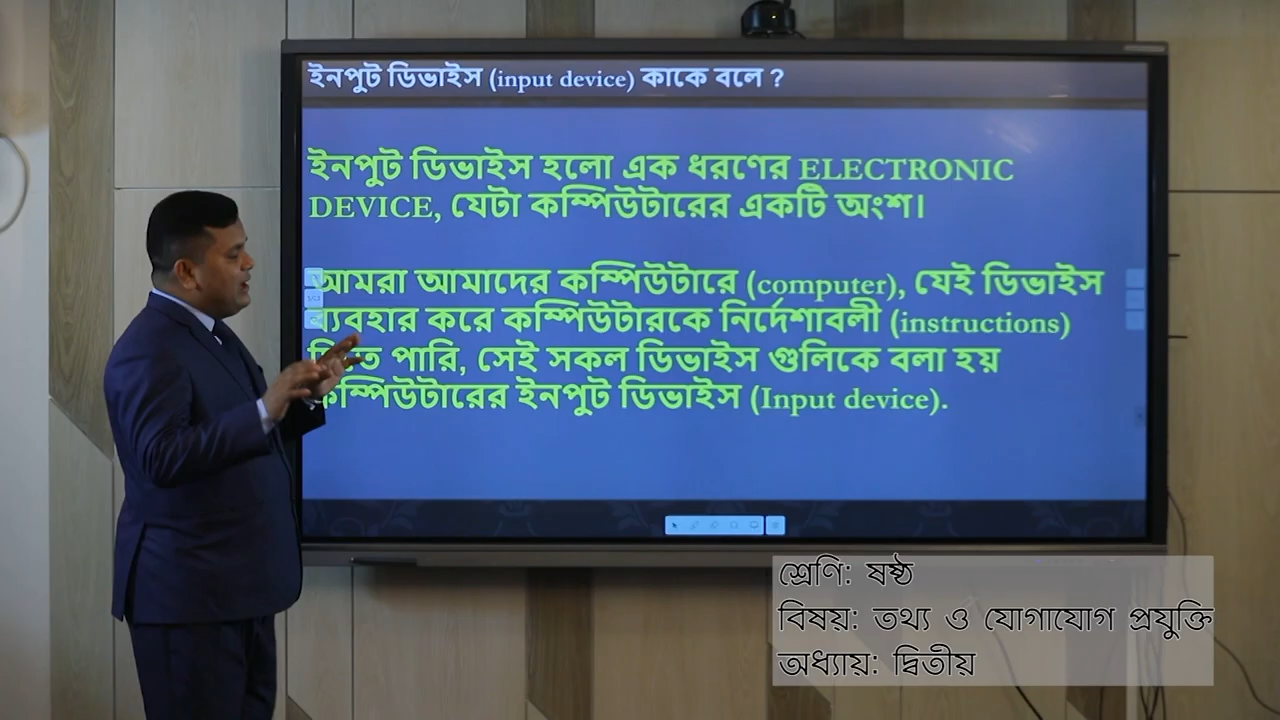 ইনপুট ডিভাইস (input device) কাকে বলে ?
ইনপুট ডিভাইস হলো এক ধরণের ELECTRONIC
DEVICE, যেটা কম্পিউটারের একটি অংশ।
আমরা আমাদের কম্পিউটারে (computer), যেই ডিভাইস
ব্যবহার করে কম্পিউটারকে নির্দেশাবলী (instructions)
দিতে পারি, সেই সকল ডিভাইস গুলিকে বলা হয়
কম্পিউটারের ইনপুট ডিভাইস (Input device).
শ্রেণি: ষষ্ঠ
বিষয়: তথ্য ও যোগাযোগ প্রযুক্তি
অধ্যায়: দ্বিতীয়